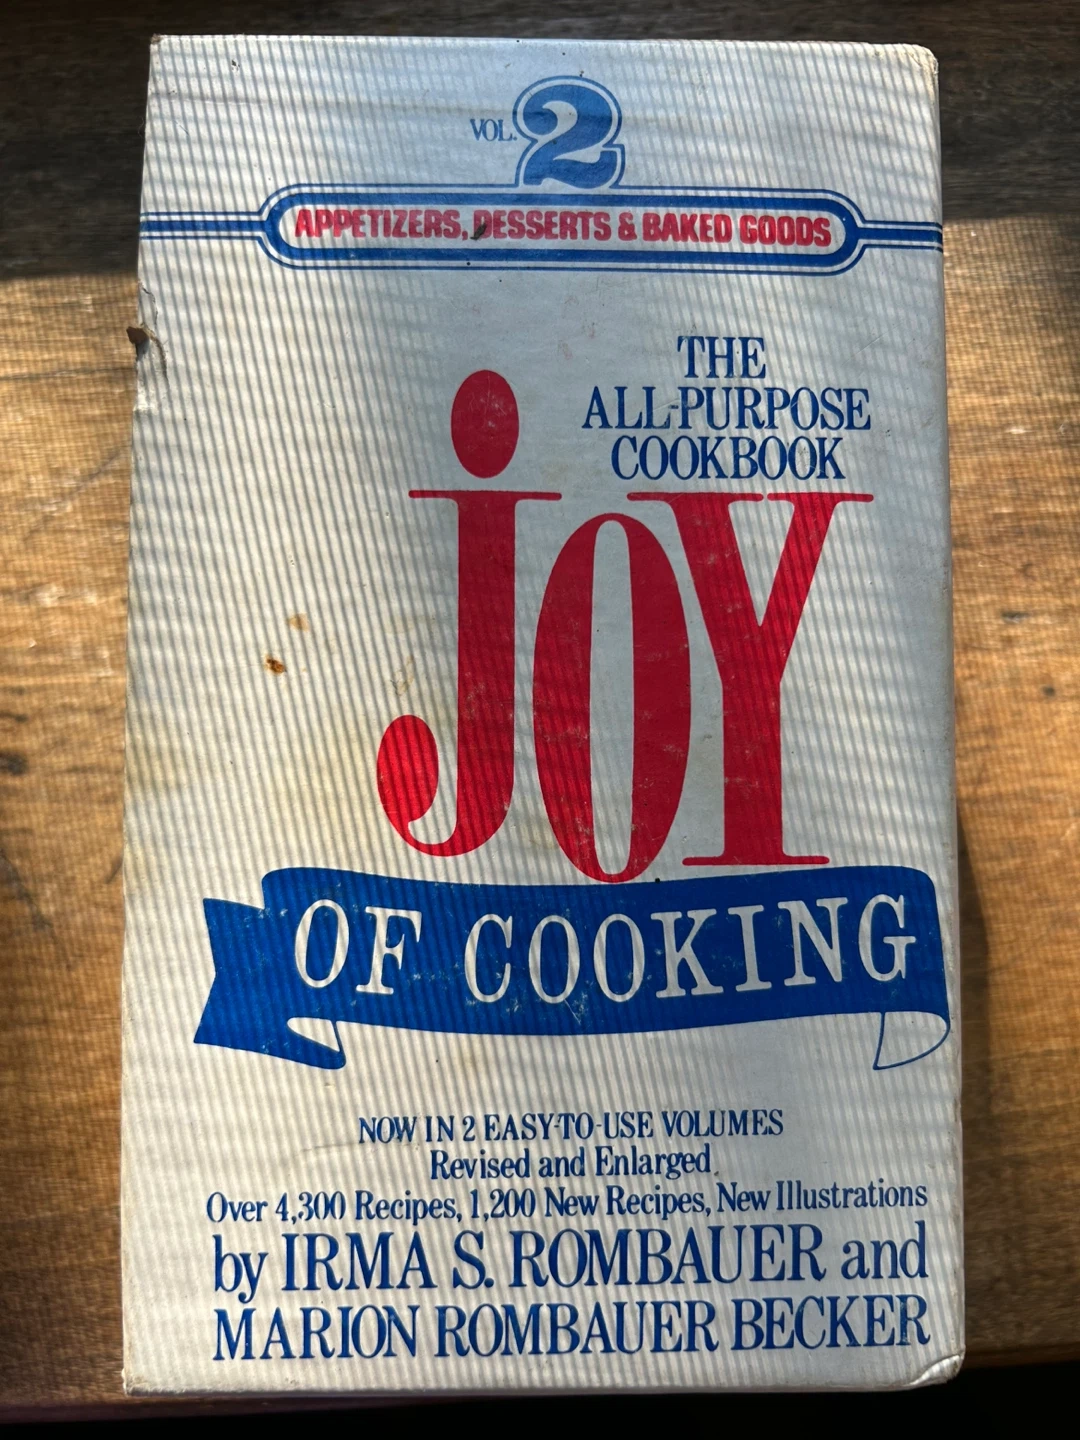 VOL. 2
APPETIZERS, DESSERTS & BAKED GOODS
THE
ALL-PURPOSE
COOKBOOK
JOY
OF COOKING
NOW IN 2 EASY-TO-USE VOLUMES
Revised and Enlarged
Over 4,300 Recipes, 1,200 New Recipes, New Illustrations
by IRMA S. ROMBAUER and
MARION ROMBAUER BECKER